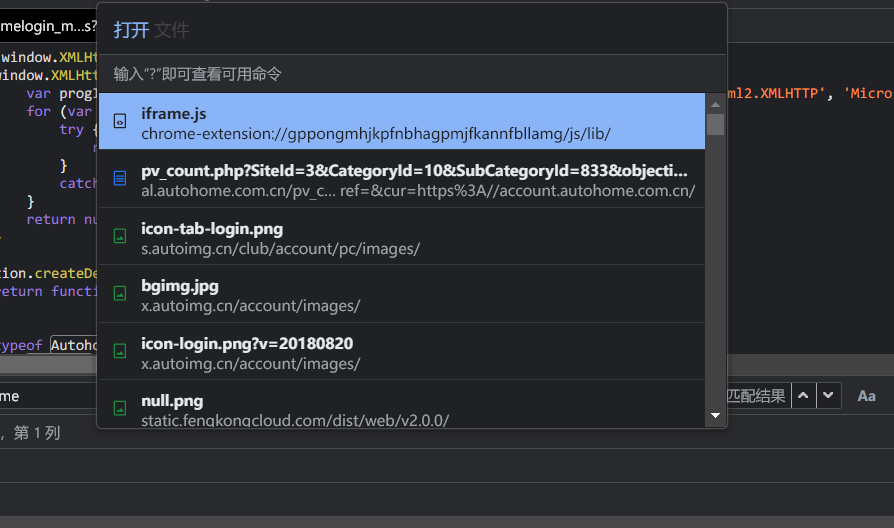 melogin_m...s?
打开 文件
输入"?"即可查看可用命令
window.XMLHt
window.XMLHt
var progI
ml2.XMLHTTP', 'Micro
for (var
try {
}
catch
}
return nu
tion.createDe
return functi
typeof Autoho
iframe.js
chrome-extension://gppongmhjkpfnbhagpmjfkannfbllamg/js/lib/
pv_count.php?SiteId=3&CategoryId=10&SubCategoryId=833&objecti...
al.autohome.com.cn/pv_c... ref=&cur=https%3A//account.autohome.com.cn/
icon-tab-login.png
s.autoimg.cn/club/account/pc/images/
bgimg.jpg
x.autoimg.cn/account/images/
icon-login.png?v=20180820
x.autoimg.cn/account/images/
null.png
static.fengkongcloud.com/dist/web/v2.0.0/
me
匹配结果
Aa
，第 1 列